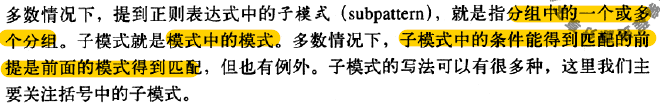 多数情况下，提到正则表达式中的子模式（subpattern），就是指分组中的一个或多
个分组。子模式就是模式中的模式。多数情况下，子模式中的条件能得到匹配的前
提是前面的模式得到匹配，但也有例外。子模式的写法可以有很多种，这里我们主
要关注括号中的子模式。